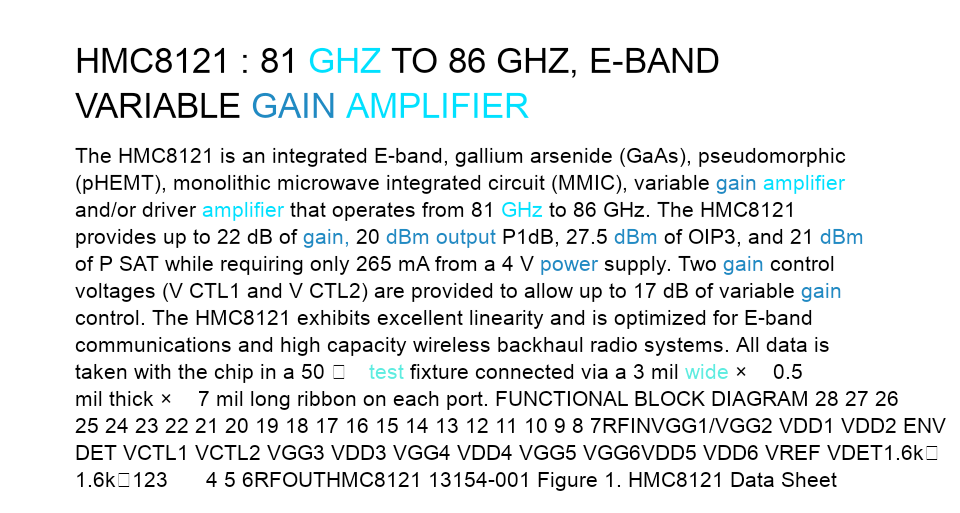 HMC8121 : 81 GHZ TO 86 GHZ, E-BAND
VARIABLE GAIN AMPLIFIER
The HMC8121 is an integrated E-band, gallium arsenide (GaAs), pseudomorphic
(pHEMT), monolithic microwave integrated circuit (MMIC), variable gain amplifier
and/or driver amplifier that operates from 81 GHz to 86 GHz. The HMC8121
provides up to 22 dB of gain, 20 dBm output P1dB, 27.5 dBm of OIP3, and 21 dBm
of P SAT while requiring only 265 mA from a 4 V power supply. Two gain control
voltages (V CTL1 and V CTL2) are provided to allow up to 17 dB of variable gain
control. The HMC8121 exhibits excellent linearity and is optimized for E-band
communications and high capacity wireless backhaul radio systems. All data is
taken with the chip in a 50 □ test fixture connected via a 3 mil wide × 0.5
mil thick × 7 mil long ribbon on each port. FUNCTIONAL BLOCK DIAGRAM 28 27 26
25 24 23 22 21 20 19 18 17 16 15 14 13 12 11 10 9 8 7RFINVGG1/VGG2 VDD1 VDD2 ENV
DET VCTL1 VCTL2 VGG3 VDD3 VGG4 VDD4 VGG5 VGG6VDD5 VDD6 VREF VDET1.6k□
1.6k□123 4 5 6RFOUTHMC8121 13154-001 Figure 1. HMC8121 Data Sheet